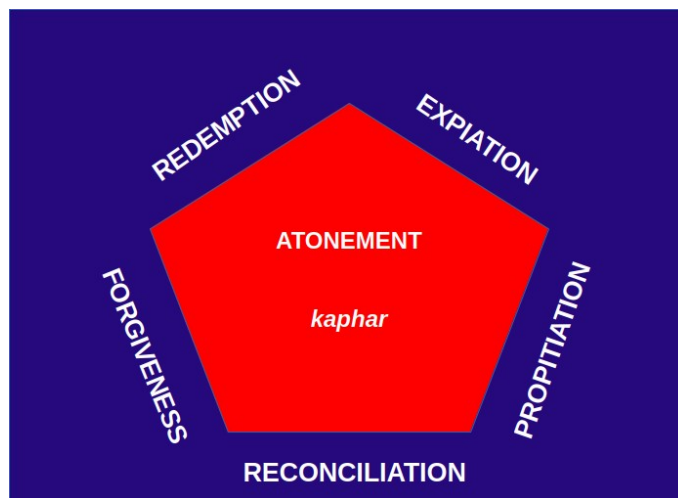 REDEMPTION
EXPIATION
ATONEMENT
kaphar
FORGIVENESS
PROPITIATION
RECONCILIATION